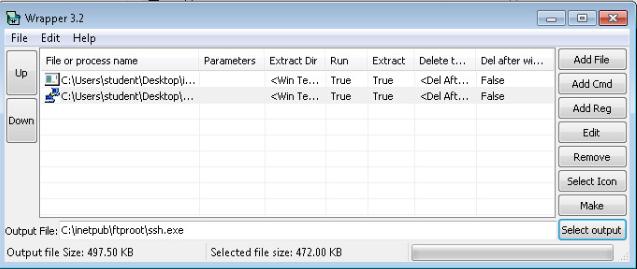 Wrapper 3.2
File Edit Help
Up
Down
File or process name Parameters Extract Dir Run Extract Delete t... Del after wi...
C:\Users\student\Desktop\i... <Win Te... True True <Del Aft... False
C:\Users\student\Desktop\... <Win Te... True True <Del Aft... False
Add File
Add Cmd
Add Reg
Edit
Remove
Select Icon
Make
Output File: C:\inetpub\ftproot\ssh.exe
Select output
Output file Size: 497.50 KB Selected file size: 472.00 KB